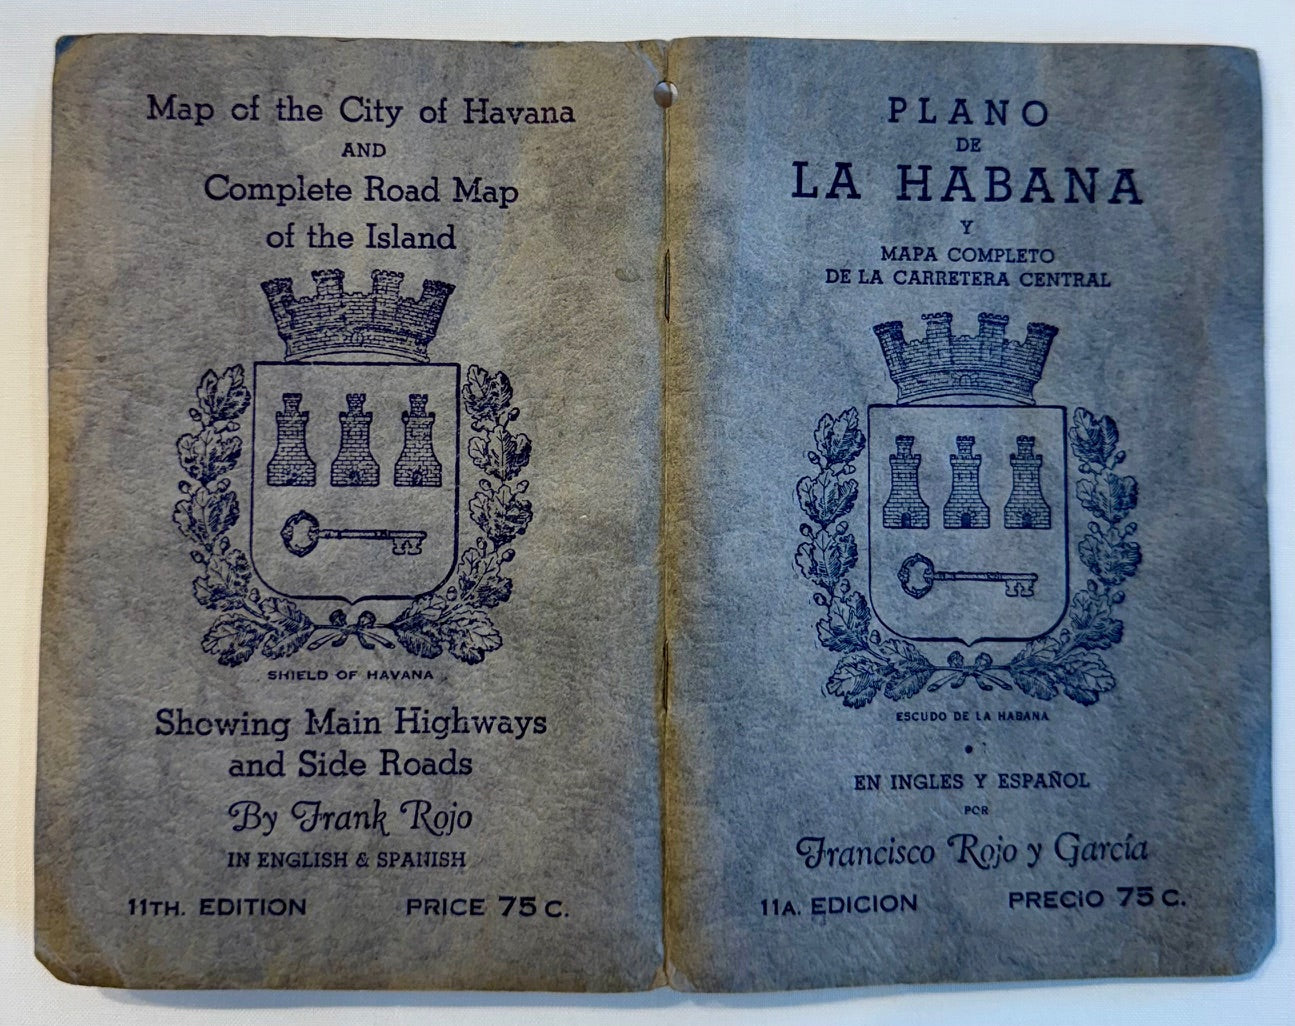 Map of the City of Havana
AND
Complete Road Map
of the Island
SHIELD OF HAVANA
Showing Main Highways
and Side Roads
By Frank Rojo
IN ENGLISH & SPANISH
11TH. EDITION PRICE 75 C.
PLANO
DE
LA HABANA
Y
MAPA COMPLETO
DE LA CARRETERA CENTRAL
ESCUDO DE LA HABANA
EN INGLES Y ESPAÑOL
POR
Francisco Rojo y García
11A. EDICION PRECIO 75 C.